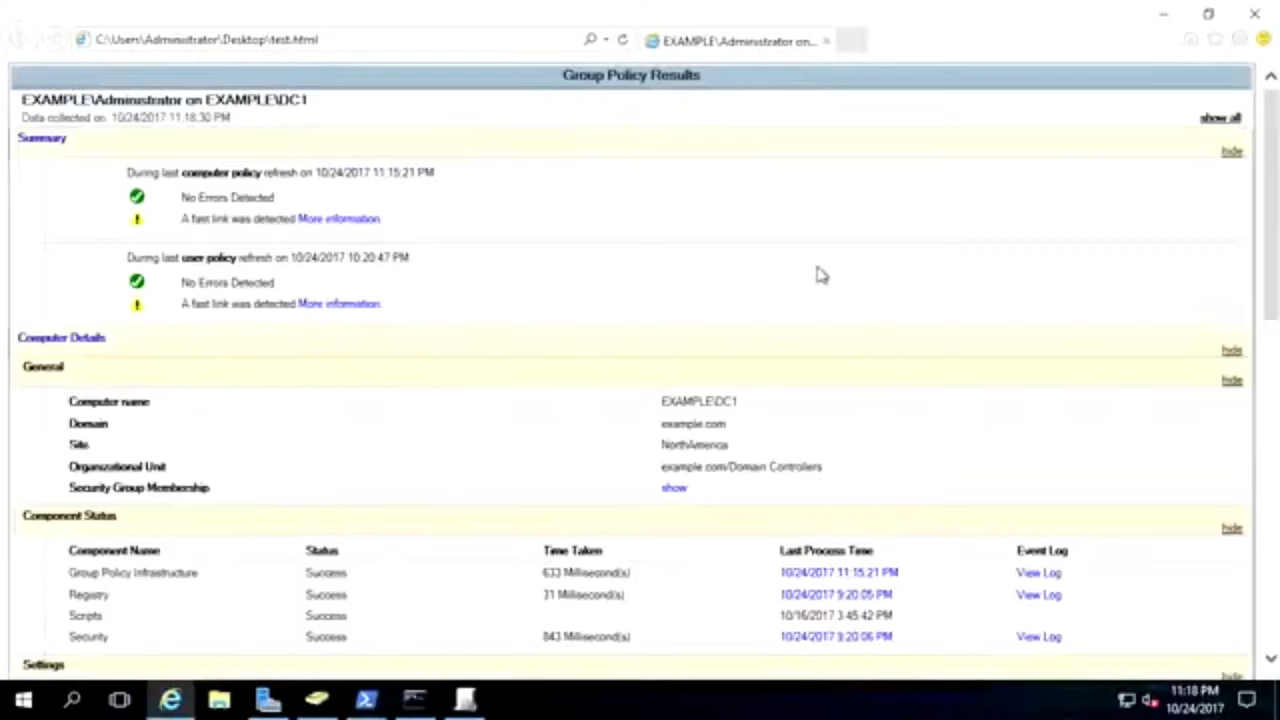 C:\Users\Administrator\Desktop\test.html
EXAMPLE\Administrator on...
Group Policy Results
EXAMPLE\Administrator on EXAMPLE\DC1
Data collected on: 10/24/2017 11:18:30 PM
show all
Summary
hide
During last computer policy refresh on 10/24/2017 11:15:21 PM
No Errors Detected
A fast link was detected More information
During last user policy refresh on 10/24/2017 10:20:47 PM
No Errors Detected
A fast link was detected More information
Computer Details
hide
General
hide
Computer name EXAMPLE\DC1
Domain example.com
Site NorthAmerica
Organizational Unit example.com/Domain Controllers
Security Group Membership show
Component Status
hide
Component Name Status Time Taken Last Process Time Event Log
Group Policy Infrastructure Success 633 Millisecond(s) 10/24/2017 11:15:21 PM View Log
Registry Success 31 Millisecond(s) 10/24/2017 9:20:05 PM View Log
Scripts Success 10/16/2017 3:45:42 PM
Security Success 843 Millisecond(s) 10/24/2017 9:20:06 PM View Log
Settings
hide
11:18 PM
10/24/2017